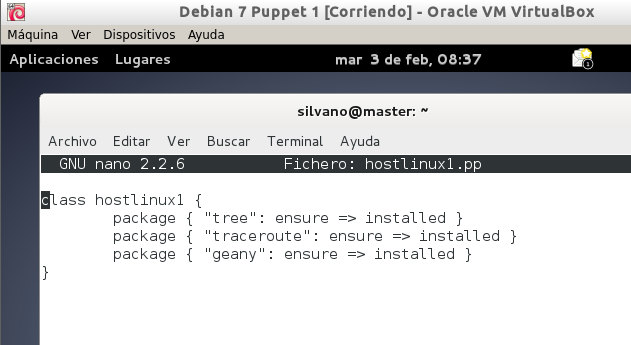 Debian 7 Puppet 1 [Corriendo] - Oracle VM VirtualBox
Máquina Ver Dispositivos Ayuda
Aplicaciones Lugares mar 3 de feb, 08:37 1
silvano@master: ~
Archivo Editar Ver Buscar Terminal Ayuda
GNU nano 2.2.6 Fichero: hostlinux1.pp
class hostlinux1 {
package { "tree": ensure => installed }
package { "traceroute": ensure => installed }
package { "geany": ensure => installed }
}